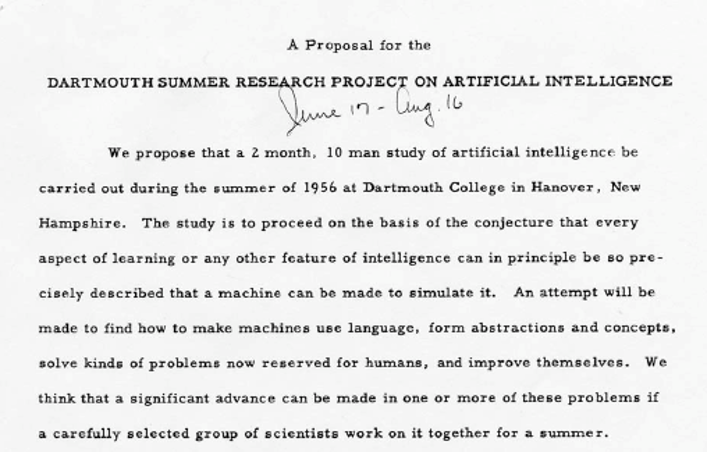 A Proposal for the
DARTMOUTH SUMMER RESEARCH PROJECT ON ARTIFICIAL INTELLIGENCE
June 17 - Aug. 16
We propose that a 2 month, 10 man study of artificial intelligence be
carried out during the summer of 1956 at Dartmouth College in Hanover, New
Hampshire. The study is to proceed on the basis of the conjecture that every
aspect of learning or any other feature of intelligence can in principle be so pre-
cisely described that a machine can be made to simulate it. An attempt will be
made to find how to make machines use language, form abstractions and concepts,
solve kinds of problems now reserved for humans, and improve themselves. We
think that a significant advance can be made in one or more of these problems if
a carefully selected group of scientists work on it together for a summer.